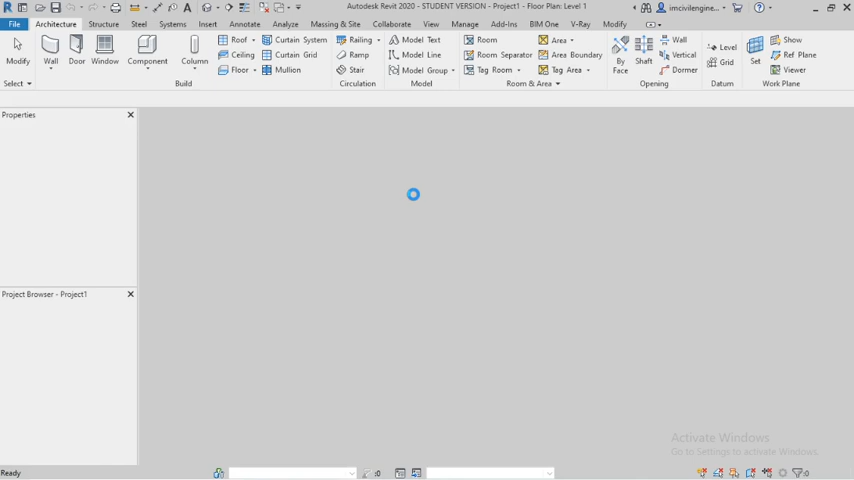 Autodesk Revit 2020 - STUDENT VERSION - Project1 - Floor Plan: Level 1
imcivilengine...
File Architecture Structure Steel Systems Insert Annotate Analyze Massing & Site Collaborate View Manage Add-Ins BIM One V-Ray Modify
Modify Wall Door Window Component Column
Roof Curtain System
Ceiling Curtain Grid
Floor Mullion
Railing
Ramp
Stair
Model Text
Model Line
Model Group
Room
Room Separator
Tag Room
Area
Area Boundary
Tag Area
By Face
Shaft
Wall
Vertical
Dormer
Level
Grid
Set
Show
Ref Plane
Viewer
Select Build Circulation Model Room & Area Opening Datum Work Plane
Properties
Project Browser - Project1
Activate Windows
Go to Settings to activate Windows.
Ready
:0
:0